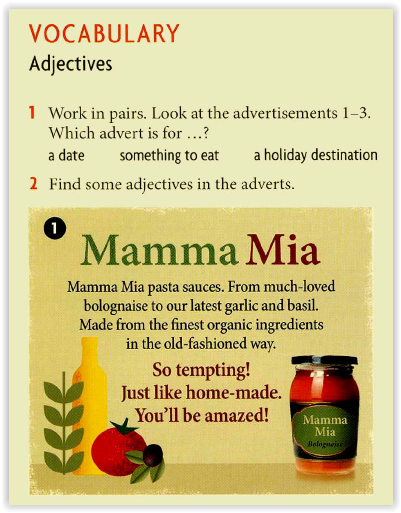 VOCABULARY
Adjectives
1 Work in pairs. Look at the advertisements 1–3.
Which advert is for …?
a date something to eat a holiday destination
2 Find some adjectives in the adverts.
1
Mamma Mia
Mamma Mia pasta sauces. From much-loved
bolognaise to our latest garlic and basil.
Made from the finest organic ingredients
in the old-fashioned way.
So tempting!
Just like home-made.
You'll be amazed!
Mamma
Mia
Bolognaise